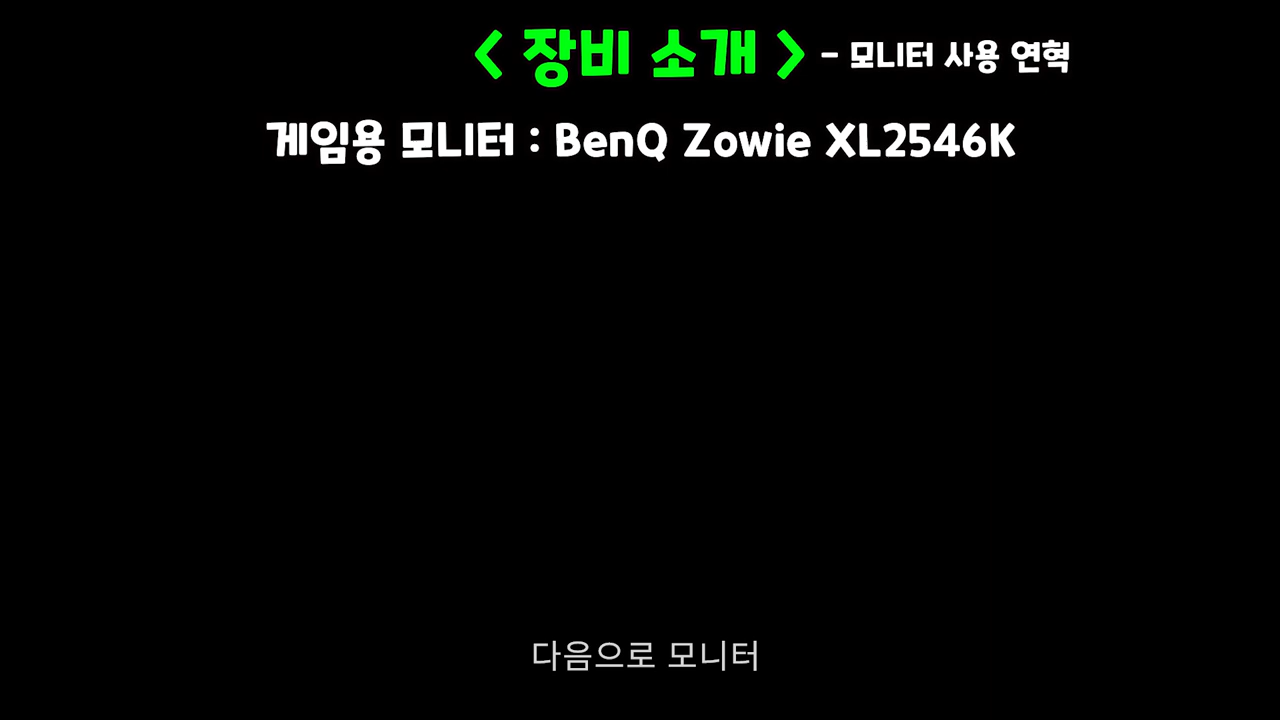 < 장비 소개 > - 모니터 사용 연혁
게임용 모니터 : BenQ Zowie XL2546K
다음으로 모니터